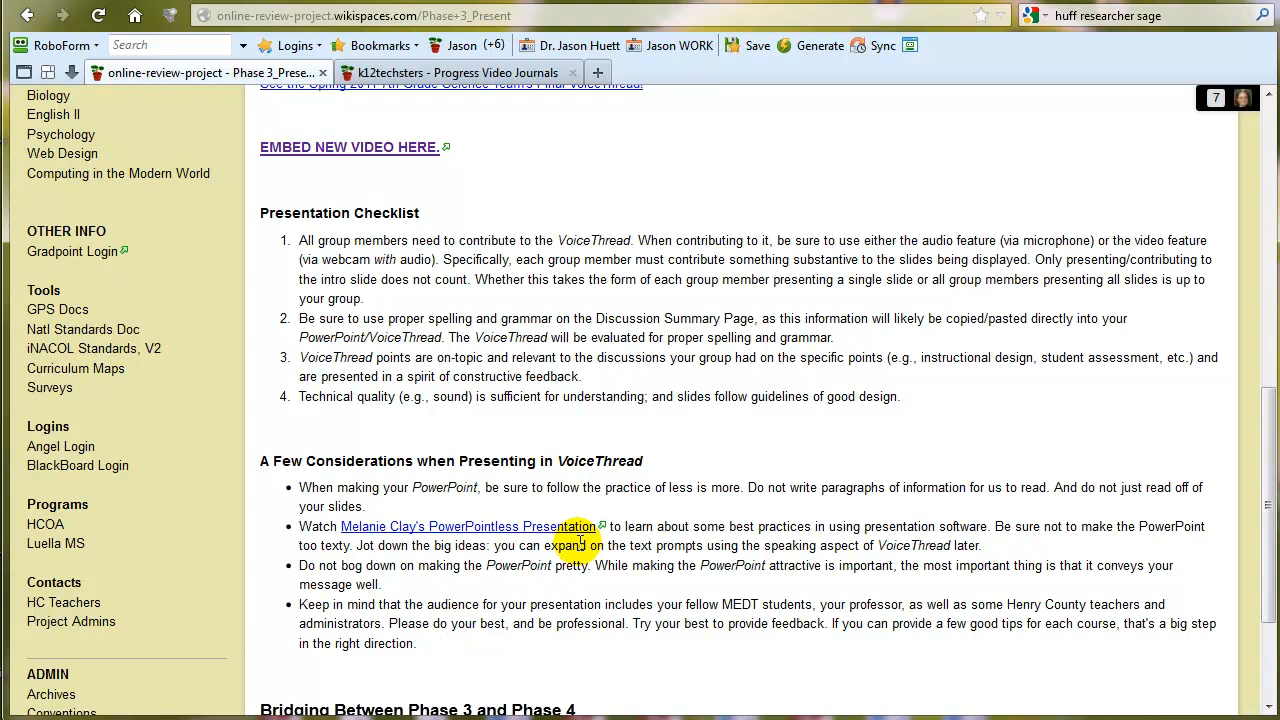 online-review-project.wikispaces.com/Phase+3_Present
huff researcher sage
RoboForm
Search
Logins
Bookmarks
Jason (+6)
Dr. Jason Huett
Jason WORK
Save
Generate
Sync
online-review-project - Phase 3_Prese...
k12techsters - Progress Video Journals
7
Biology
English II
Psychology
Web Design
Computing in the Modern World
OTHER INFO
Gradpoint Login
Tools
GPS Docs
Natl Standards Doc
iNACOL Standards, V2
Curriculum Maps
Surveys
Logins
Angel Login
BlackBoard Login
Programs
HCOA
Luella MS
Contacts
HC Teachers
Project Admins
ADMIN
Archives
Conventions
See the Spring 2011 7th Grade Science Team's Final VoiceThread!
EMBED NEW VIDEO HERE.
Presentation Checklist
1. All group members need to contribute to the VoiceThread. When contributing to it, be sure to use either the audio feature (via microphone) or the video feature
(via webcam with audio). Specifically, each group member must contribute something substantive to the slides being displayed. Only presenting/contributing to
the intro slide does not count. Whether this takes the form of each group member presenting a single slide or all group members presenting all slides is up to
your group.
2. Be sure to use proper spelling and grammar on the Discussion Summary Page, as this information will likely be copied/pasted directly into your
PowerPoint/VoiceThread. The VoiceThread will be evaluated for proper spelling and grammar.
3. VoiceThread points are on-topic and relevant to the discussions your group had on the specific points (e.g., instructional design, student assessment, etc.) and
are presented in a spirit of constructive feedback.
4. Technical quality (e.g., sound) is sufficient for understanding; and slides follow guidelines of good design.
A Few Considerations when Presenting in VoiceThread
• When making your PowerPoint, be sure to follow the practice of less is more. Do not write paragraphs of information for us to read. And do not just read off of
your slides.
• Watch Melanie Clay's PowerPointless Presentation to learn about some best practices in using presentation software. Be sure not to make the PowerPoint
too texty. Jot down the big ideas: you can expand on the text prompts using the speaking aspect of VoiceThread later.
• Do not bog down on making the PowerPoint pretty. While making the PowerPoint attractive is important, the most important thing is that it conveys your
message well.
• Keep in mind that the audience for your presentation includes your fellow MEDT students, your professor, as well as some Henry County teachers and
administrators. Please do your best, and be professional. Try your best to provide feedback. If you can provide a few good tips for each course, that's a big step
in the right direction.
Bridging Between Phase 3 and Phase 4